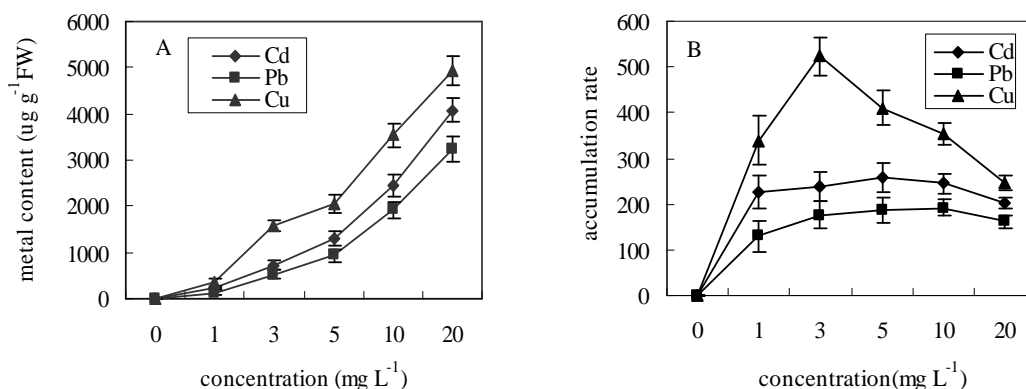 A
Cd
Pb
Cu
metal content (ug g-1FW)
6000
5000
4000
3000
2000
1000
0
0 1 3 5 10 20
concentration (mg L-1)
B
Cd
Pb
Cu
accumulation rate
600
500
400
300
200
100
0
0 1 3 5 10 20
concentration(mg L-1)